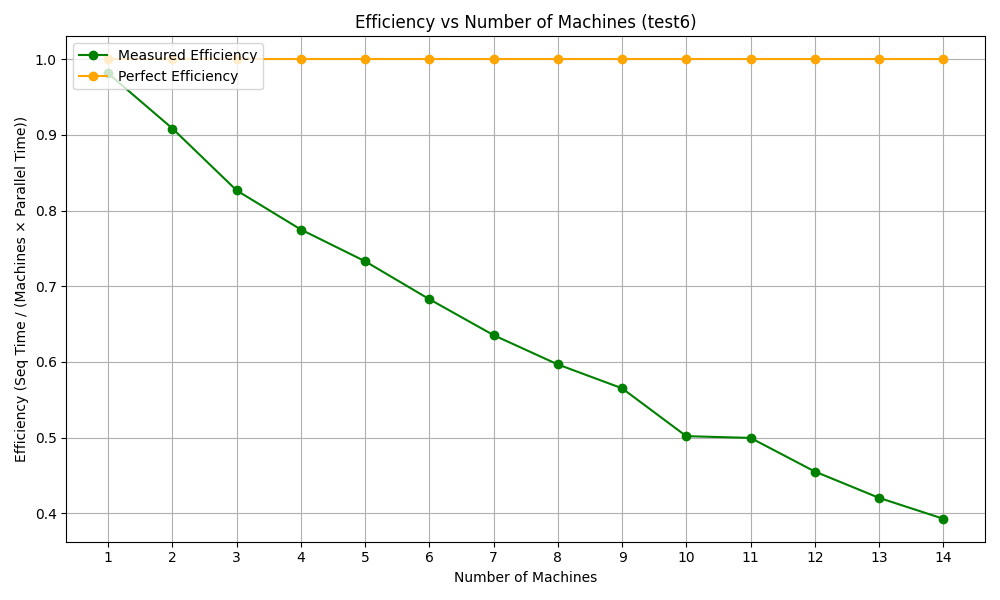 Efficiency vs Number of Machines (test6)
Measured Efficiency
Perfect Efficiency
Efficiency (Seq Time / (Machines × Parallel Time))
1.0
0.9
0.8
0.7
0.6
0.5
0.4
1 2 3 4 5 6 7 8 9 10 11 12 13 14
Number of Machines